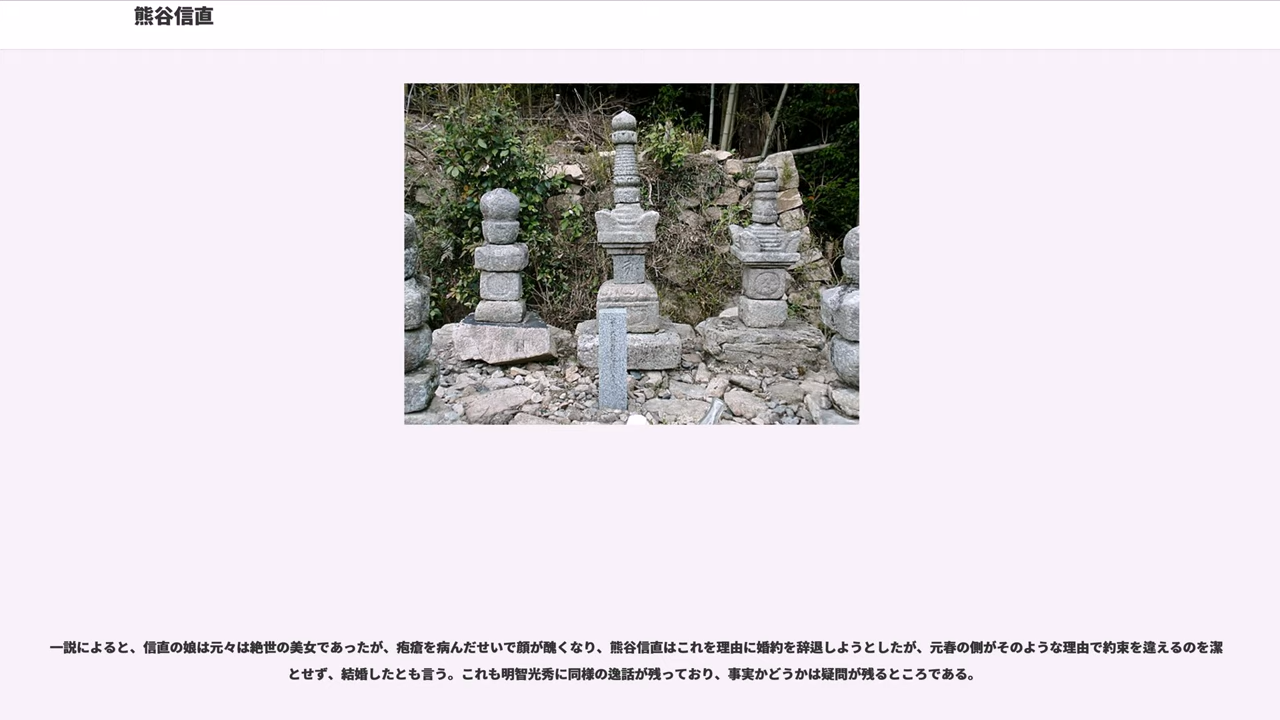 熊谷信直
一説によると、信直の娘は元々は絶世の美女であったが、疱瘡を病んだせいで顔が醜くなり、熊谷信直はこれを理由に婚約を辞退しようとしたが、元春の側がそのような理由で約束を違えるのを潔
とせず、結婚したとも言う。これも明智光秀に同様の逸話が残っており、事実かどうかは疑問が残るところである。